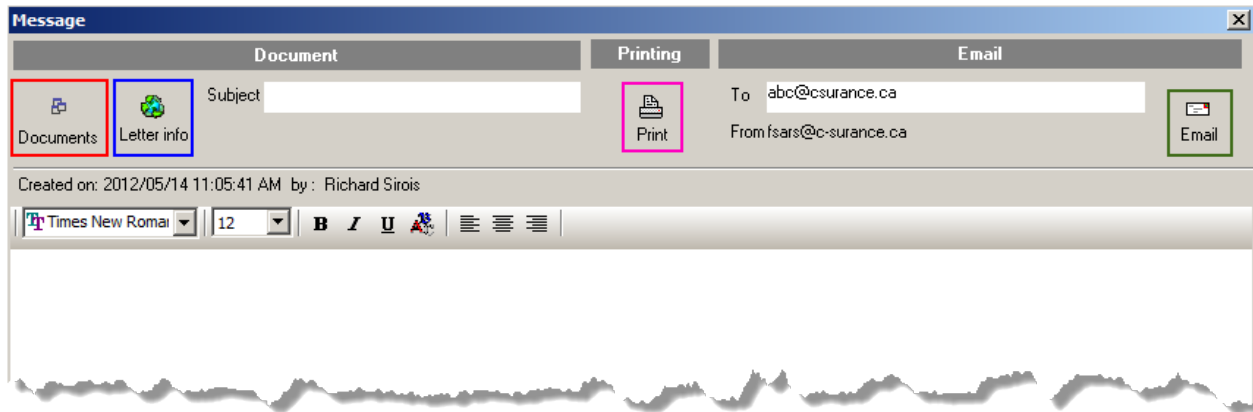 Message
Document Printing Email
Subject To abc@csurance.ca
Documents Letter info Print From fsars@c-surance.ca Email
Created on: 2012/05/14 11:05:41 AM by : Richard Sirois
Times New Roma 12 B I U